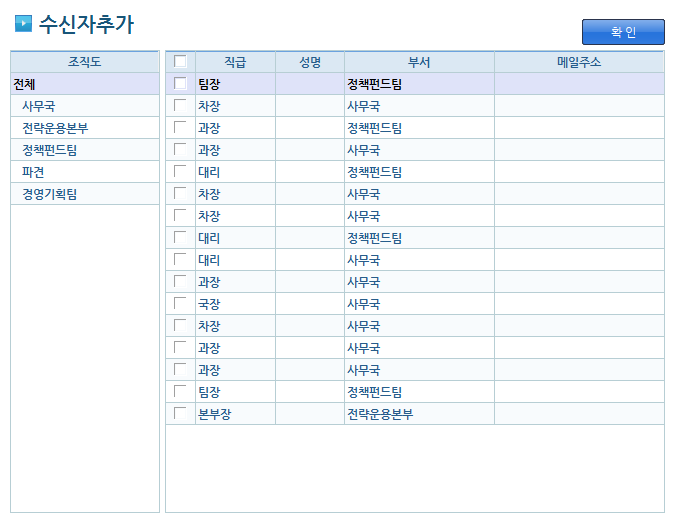 수신자추가
확 인
조직도
전체
사무국
전략운용본부
정책펀드팀
파견
경영기획팀
직급 성명 부서 메일주소
팀장 정책펀드팀
차장 사무국
과장 정책펀드팀
과장 사무국
대리 정책펀드팀
차장 사무국
차장 사무국
대리 정책펀드팀
대리 사무국
과장 사무국
국장 사무국
차장 사무국
과장 사무국
과장 사무국
팀장 정책펀드팀
본부장 전략운용본부